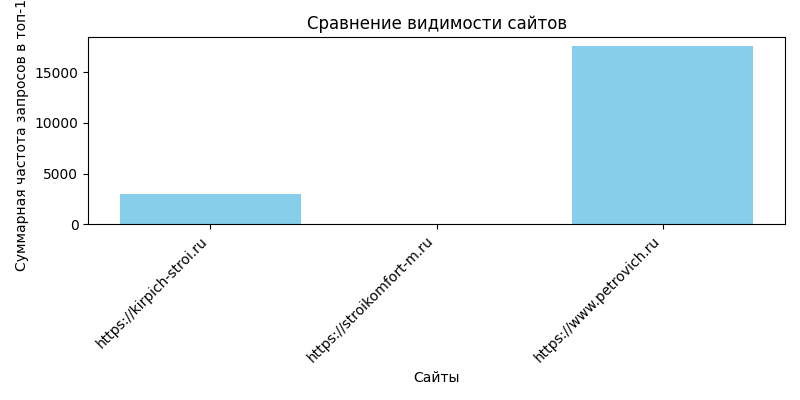 Сравнение видимости сайтов
Суммарная частота запросов в топ-1
15000
10000
5000
0
https://kirpich-stroi.ru
https://stroikomfort-m.ru
https://www.petrovich.ru
Сайты